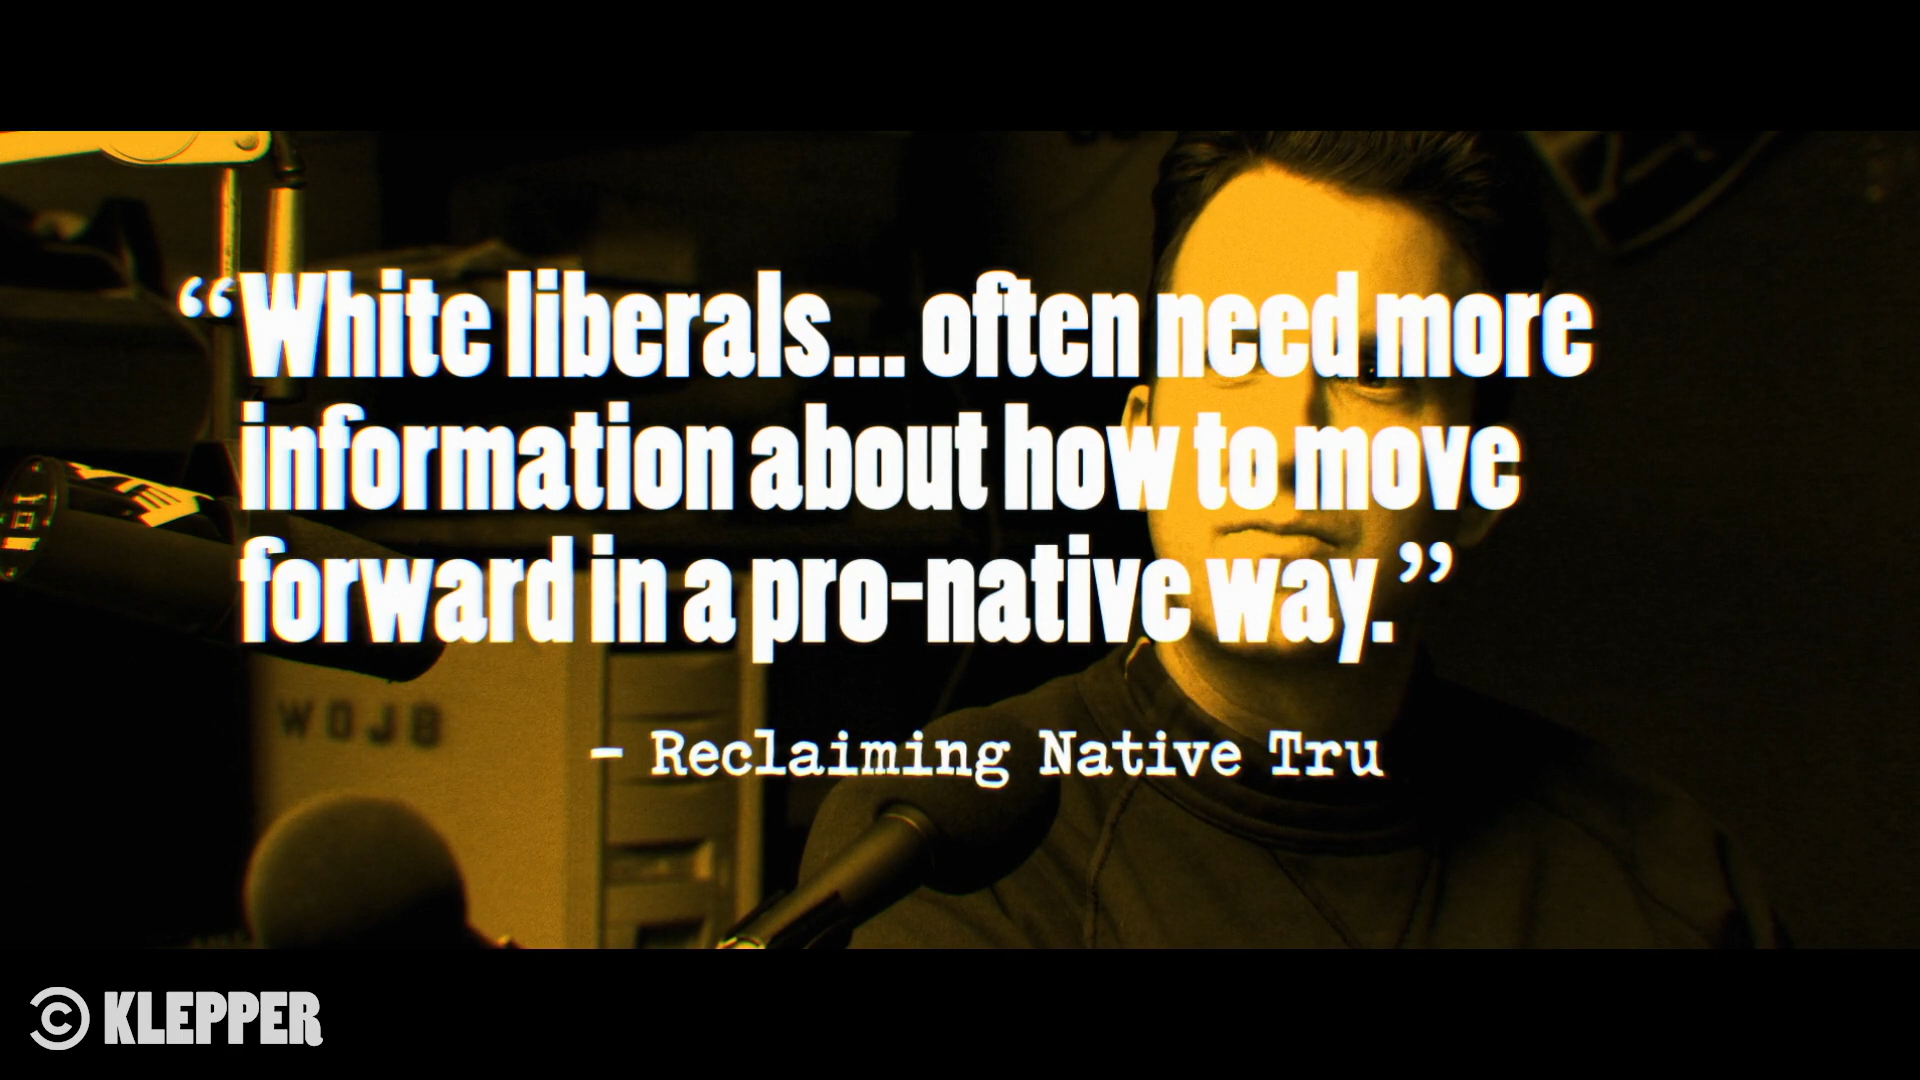 “White liberals... often need more
information about how to move
forward in a pro-native way.”
– Reclaiming Native Tru
WOJB
KLEPPER